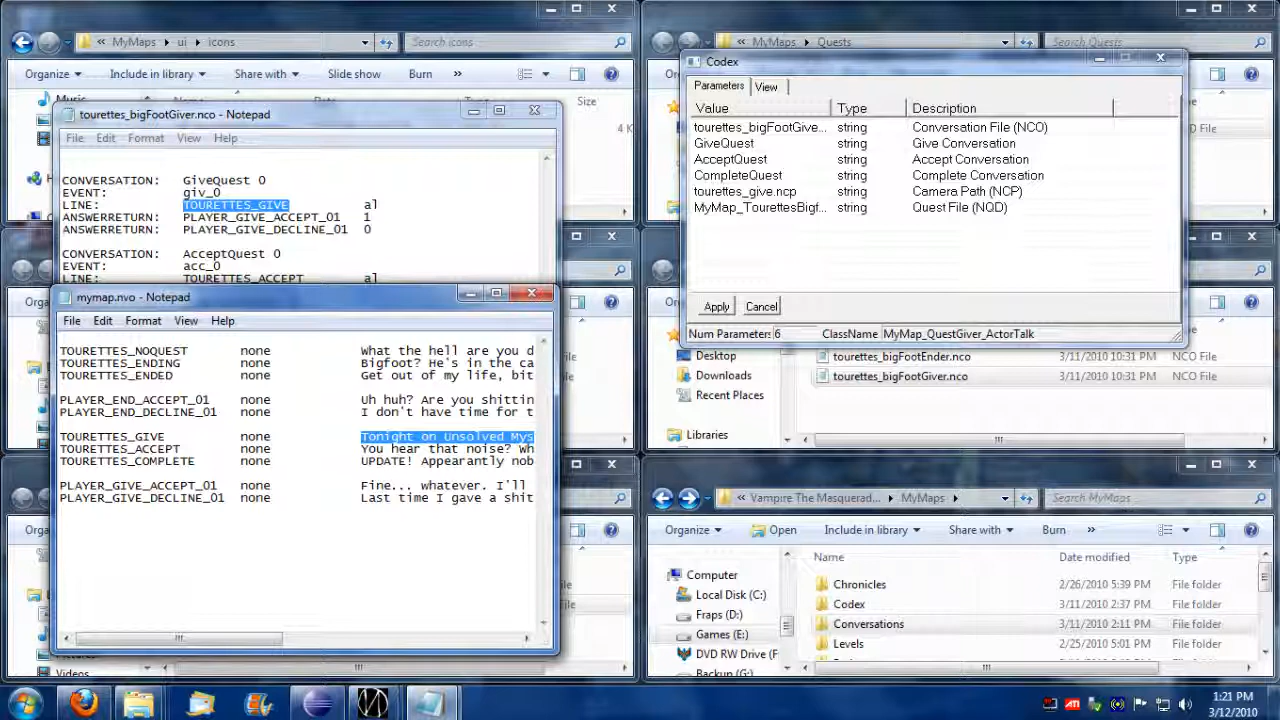 MyMaps
ui
icons
Search icons
Organize
Include in library
Share with
Slide show
Burn
»
Music
Size
tourettes_bigFootGiver.nco - Notepad
File Edit Format View Help
CONVERSATION: GiveQuest 0
EVENT: giv_0
LINE: TOURETTES_GIVE al
ANSWERRETURN: PLAYER_GIVE_ACCEPT_01 1
ANSWERRETURN: PLAYER_GIVE_DECLINE_01 0
CONVERSATION: AcceptQuest 0
EVENT: acc_0
LINE: TOURETTES_ACCEPT al
mymap.nvo - Notepad
File Edit Format View Help
TOURETTES_NOQUEST none What the hell are you d
TOURETTES_ENDING none Bigfoot? He's in the ca
TOURETTES_ENDED none Get out of my life, bit
PLAYER_END_ACCEPT_01 none Uh huh? Are you shittin
PLAYER_END_DECLINE_01 none I don't have time for t
TOURETTES_GIVE none Tonight on Unsolved Mys
TOURETTES_ACCEPT none You hear that noise? Wh
TOURETTES_COMPLETE none UPDATE! Appearantly nob
PLAYER_GIVE_ACCEPT_01 none Fine... whatever. I'll
PLAYER_GIVE_DECLINE_01 none Last time I gave a shit
Videos
MyMaps
Quests
Search Quests
Codex
Parameters View
Value Type Description
tourettes_bigFootGive... string Conversation File (NCO)
GiveQuest string Give Conversation
AcceptQuest string Accept Conversation
CompleteQuest string Complete Conversation
tourettes_give.ncp string Camera Path (NCP)
MyMap_TourettesBigf... string Quest File (NQD)
Apply Cancel
Num Parameters 6 ClassName MyMap_QuestGiver_ActorTalk
Desktop
Downloads
Recent Places
Libraries
tourettes_bigFootEnder.nco 3/11/2010 10:31 PM NCO File
tourettes_bigFootGiver.nco 3/11/2010 10:31 PM NCO File
« Vampire The Masquerad...
MyMaps
Search MyMaps
Organize
Open
Include in library
Share with
Burn
»
Name Date modified Type
Computer
Local Disk (C:)
Fraps (D:)
Games (E:)
DVD RW Drive (F
Backup (G:)
Chronicles 2/26/2010 5:39 PM File folder
Codex 3/11/2010 2:37 PM File folder
Conversations 3/11/2010 2:11 PM File folder
Levels 2/25/2010 5:01 PM File folder
1:21 PM
3/12/2010